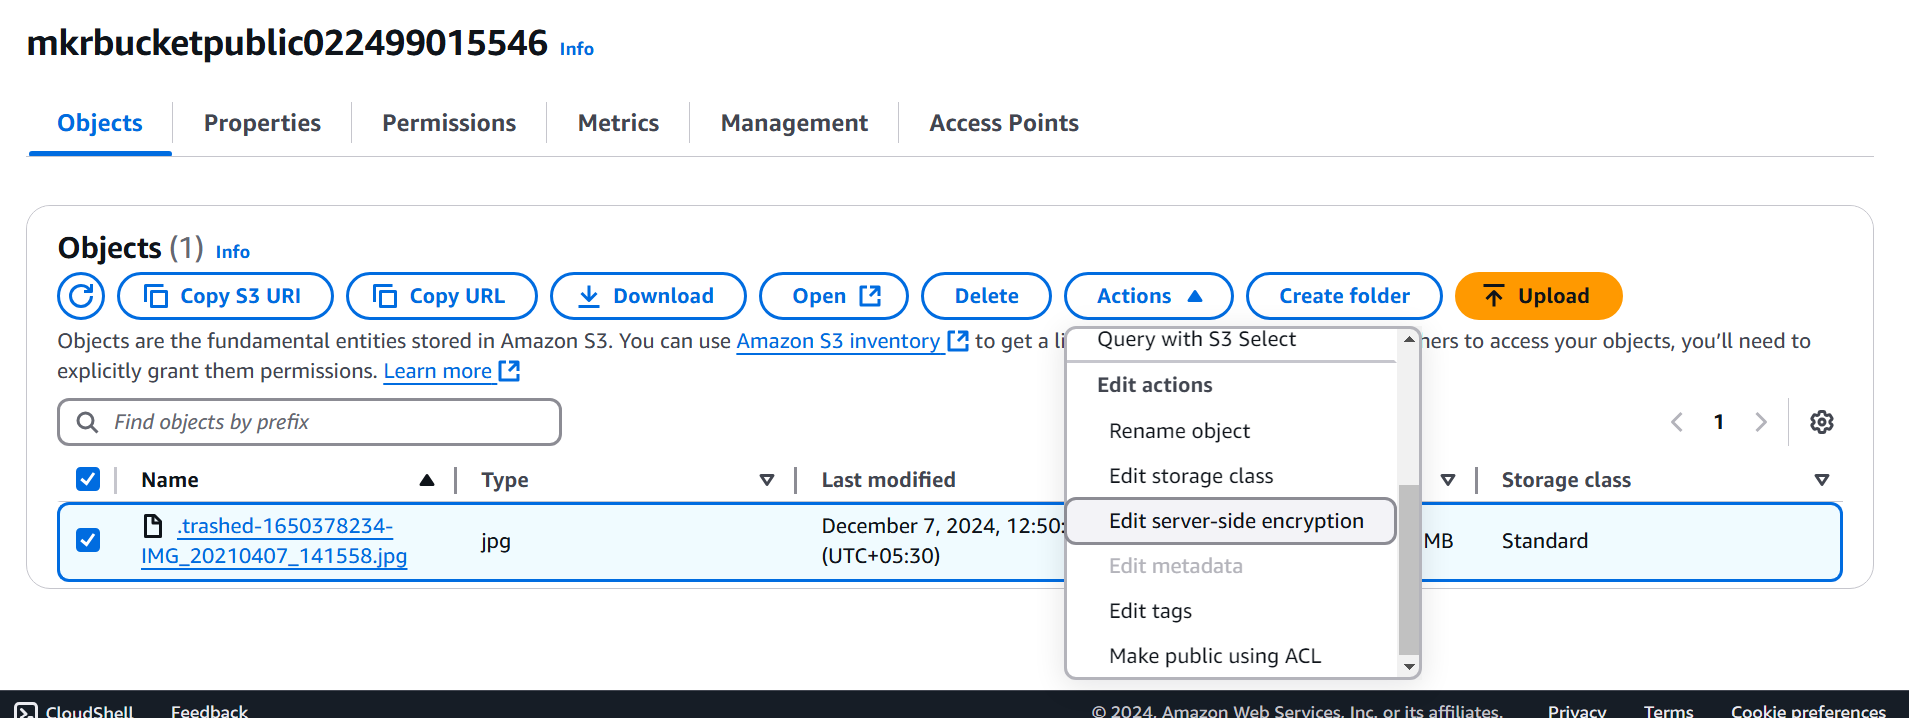 mkrbucketpublic022499015546 Info
Objects Properties Permissions Metrics Management Access Points
Objects (1) Info
Copy S3 URI Copy URL Download Open Delete Actions Create folder Upload
Objects are the fundamental entities stored in Amazon S3. You can use Amazon S3 inventory to get a li ners to access your objects, you'll need to
explicitly grant them permissions. Learn more
Find objects by prefix
1
Name Type Last modified Storage class
.trashed-1650378234-
IMG_20210407_141558.jpg
jpg
December 7, 2024, 12:50:
(UTC+05:30)
MB
Standard
Query with S3 Select
Edit actions
Rename object
Edit storage class
Edit server-side encryption
Edit metadata
Edit tags
Make public using ACL
CloudShell Feedback © 2024, Amazon Web Services, Inc. or its affiliates. Privacy Terms Cookie preferences